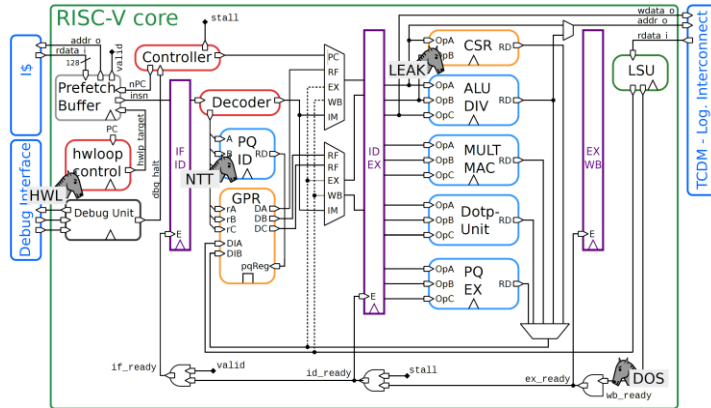 RISC-V core
wdata_o
addr_o
rdata_i
addr_o
rdata_i
128
valid
stall
I$
Prefetch
Buffer
nPC
insn
Controller
PC
hwloop
control
hwlp_target
HWL
Debug Interface
Debug Unit
dbg_halt
IF
ID
E
Decoder
A
B
PQ
ID
RD
NTT
GPR
rA
rB
rC
DIA
DIB
DA
DB
DC
pqReg
PC
RF
EX
WB
IM
RF
RF
EX
WB
IM
ID
EX
E
LEAK
OpA
OpB
CSR
RD
OpA
OpB
OpC
ALU
DIV
RD
OpA
OpB
OpC
MULT
MAC
RD
OpA
OpB
OpC
Dotp-
Unit
RD
OpA
OpB
OpC
PQ
EX
RD
EX
WB
E
LSU
TCDM - Log. Interconnect
if_ready
valid
id_ready
stall
ex_ready
wb_ready
DOS